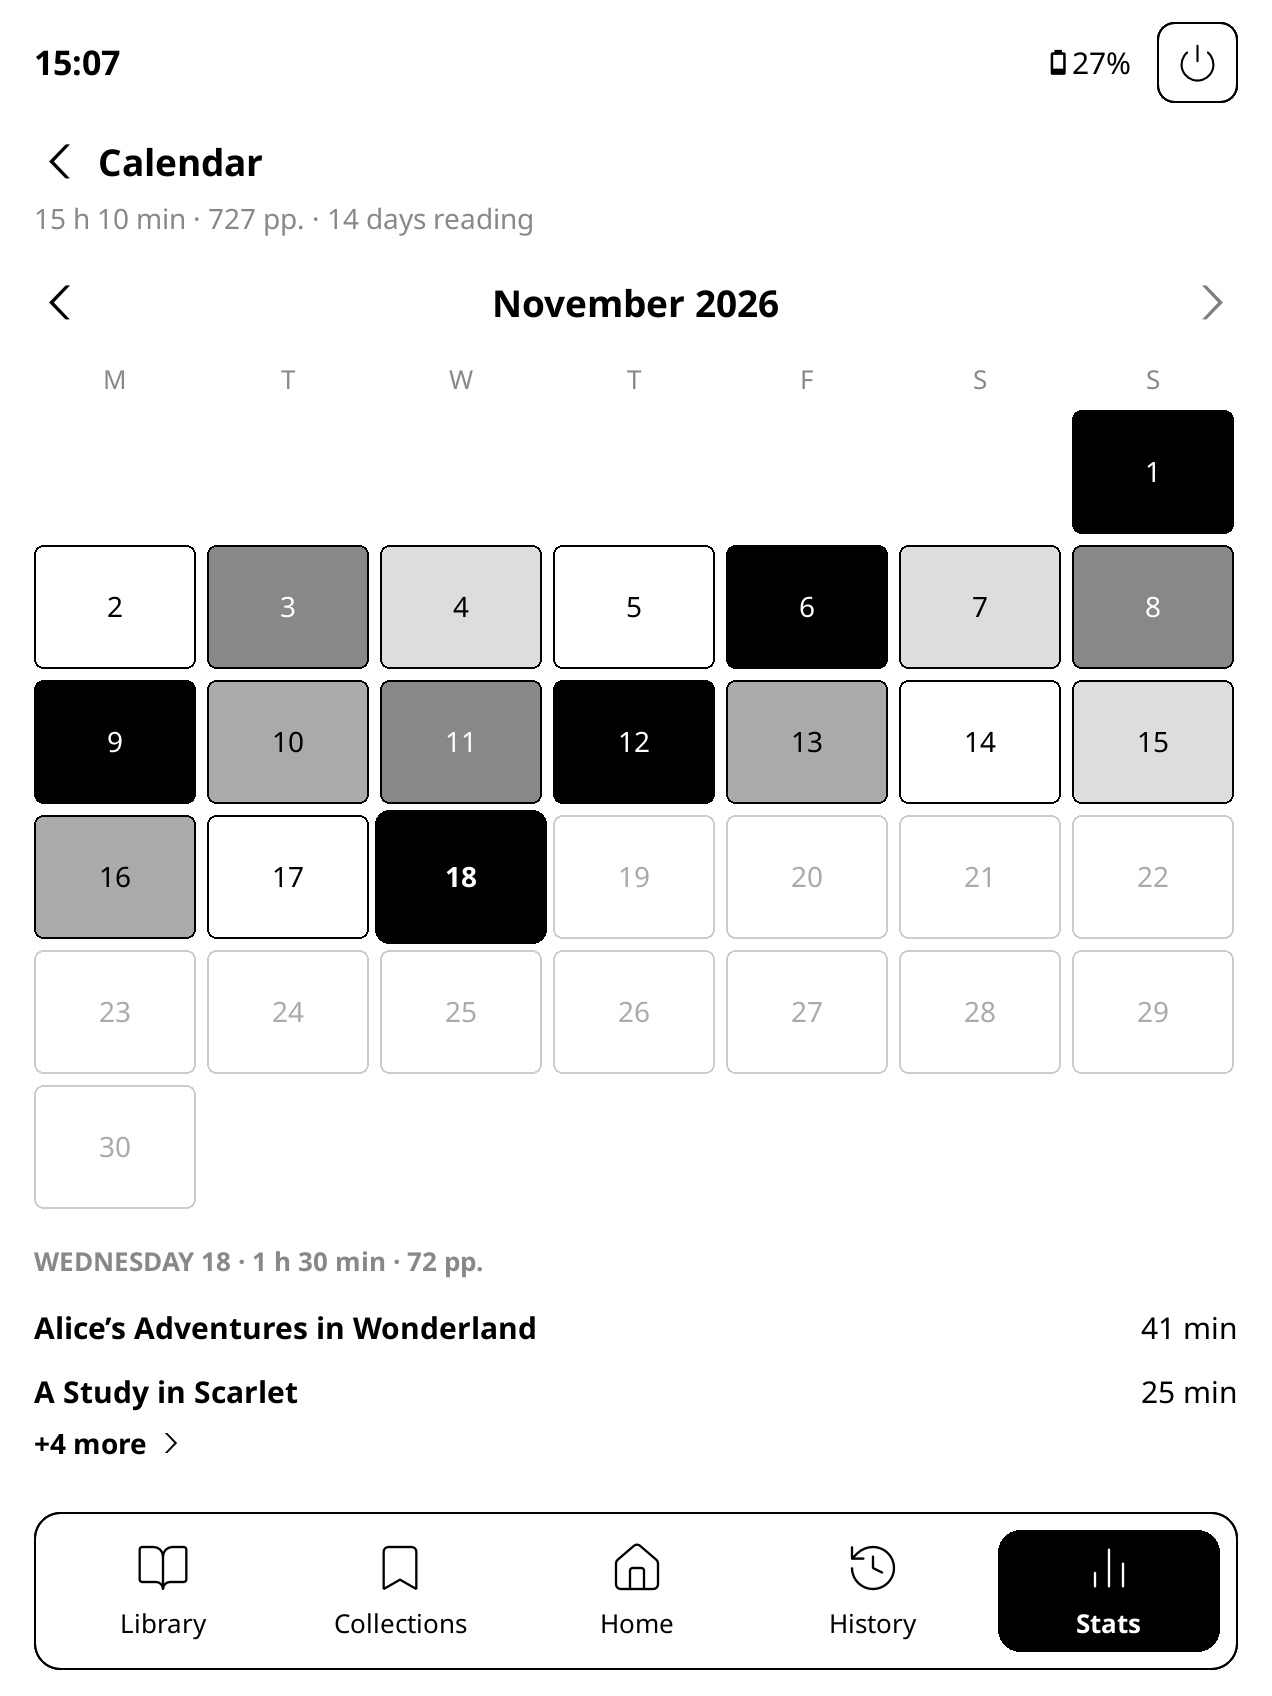 15:07 27%
Calendar
15 h 10 min · 727 pp. · 14 days reading
November 2026
M T W T F S S
1
2 3 4 5 6 7 8
9 10 11 12 13 14 15
16 17 18 19 20 21 22
23 24 25 26 27 28 29
30
WEDNESDAY 18 · 1 h 30 min · 72 pp.
Alice’s Adventures in Wonderland 41 min
A Study in Scarlet 25 min
+4 more
Library Collections Home History Stats